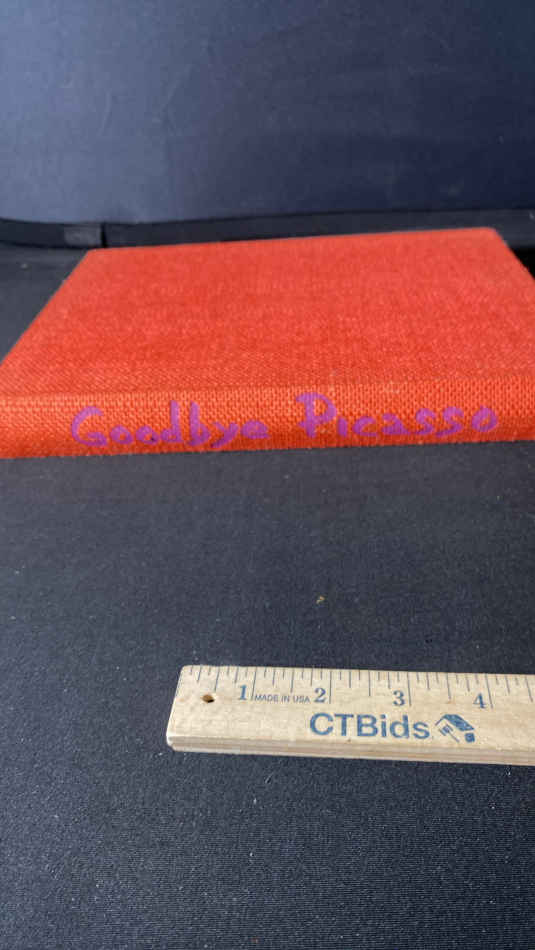 Goodbye Picasso
1 MADE IN USA 2 3 4
CTBids